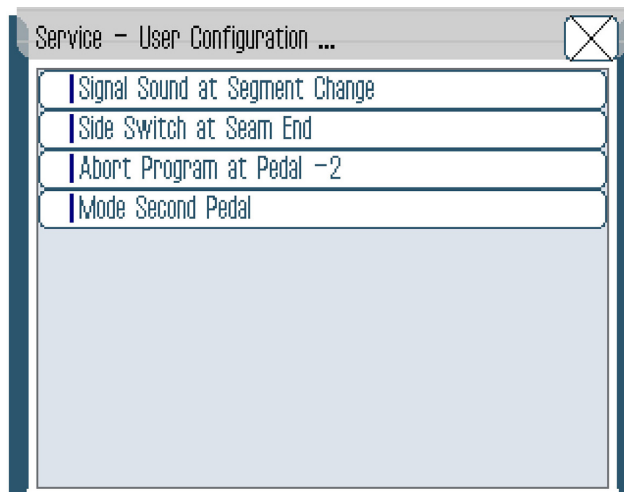 Service - User Configuration ...
Signal Sound at Segment Change
Side Switch at Seam End
Abort Program at Pedal -2
Mode Second Pedal